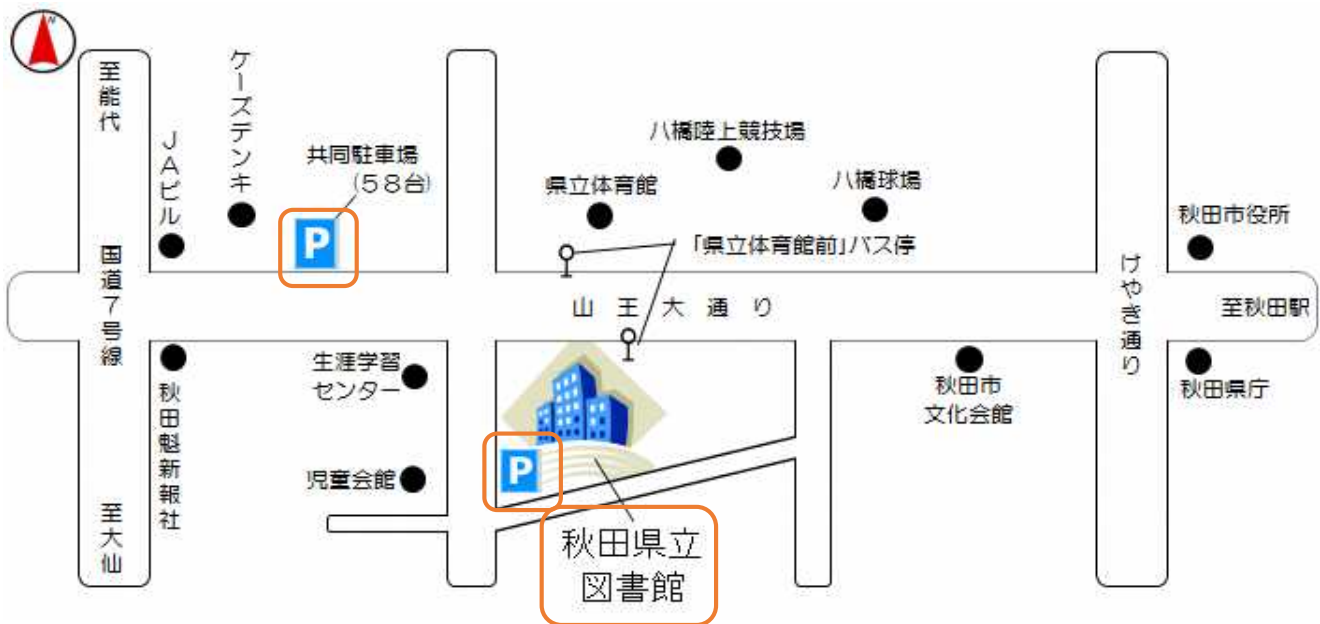 N
至能代
ケーズデンキ
JAビル
共同駐車場
(58台)
P
八橋陸上競技場
県立体育館
八橋球場
秋田市役所
「県立体育館前」バス停
国道7号線
山王大通り
けやき通り
至秋田駅
生涯学習
センター
秋田市
文化会館
秋田県庁
秋田魁新報社
P
児童会館
至大仙
秋田県立
図書館